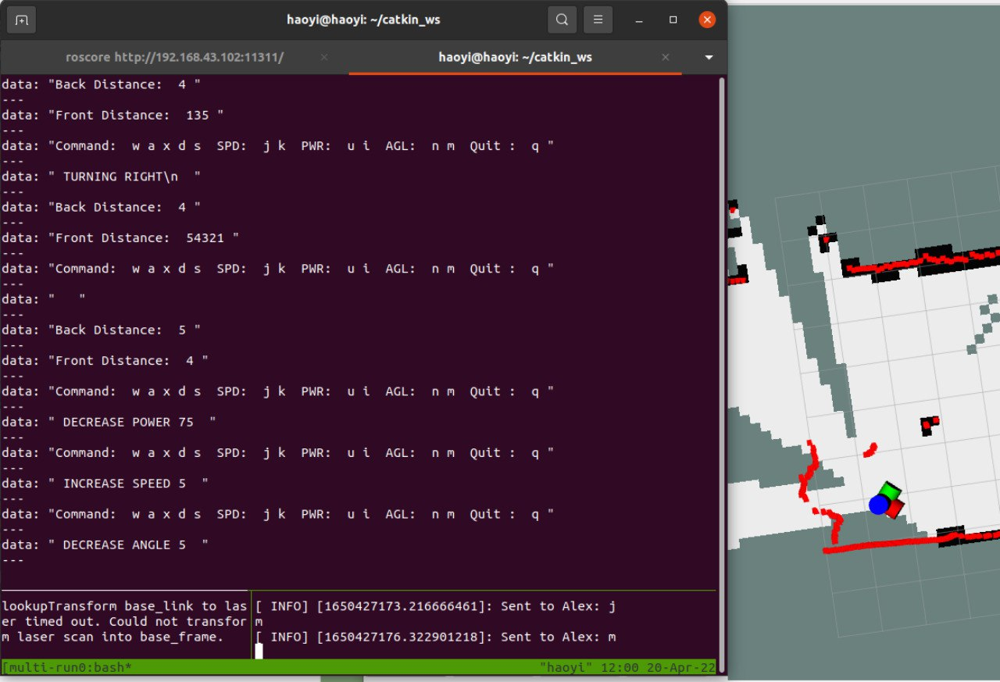 haoyi@haoyi: ~/catkin_ws
roscore http://192.168.43.102:11311/
haoyi@haoyi: ~/catkin_ws
data: "Back Distance:  4 "
---
data: "Front Distance:  135 "
---
data: "Command:  w a x d s  SPD:  j k  PWR:  u i  AGL:  n m  Quit :  q "
---
data: " TURNING RIGHT\n  "
---
data: "Back Distance:  4 "
---
data: "Front Distance:  54321 "
---
data: "Command:  w a x d s  SPD:  j k  PWR:  u i  AGL:  n m  Quit :  q "
---
data: "   "
---
data: "Back Distance:  5 "
---
data: "Front Distance:  4 "
---
data: "Command:  w a x d s  SPD:  j k  PWR:  u i  AGL:  n m  Quit :  q "
---
data: " DECREASE POWER 75  "
---
data: "Command:  w a x d s  SPD:  j k  PWR:  u i  AGL:  n m  Quit :  q "
---
data: " INCREASE SPEED 5  "
---
data: "Command:  w a x d s  SPD:  j k  PWR:  u i  AGL:  n m  Quit :  q "
---
data: " DECREASE ANGLE 5  "
---
lookupTransform base_link to las
er timed out. Could not transfor
m laser scan into base_frame.
[ INFO] [1650427173.216666461]: Sent to Alex: j
m
[ INFO] [1650427176.322901218]: Sent to Alex: m
[multi-run0:bash*
"haoyi" 12:00 20-Apr-22